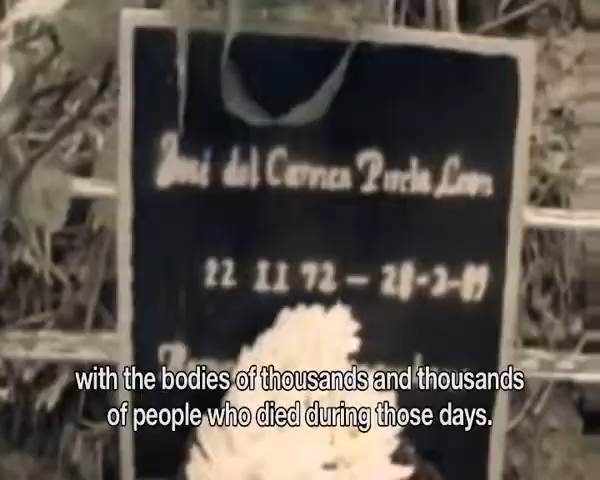 José del Carmen Pirela León
22 11 72 - 28-2-89
with the bodies of thousands and thousands
of people who died during those days.